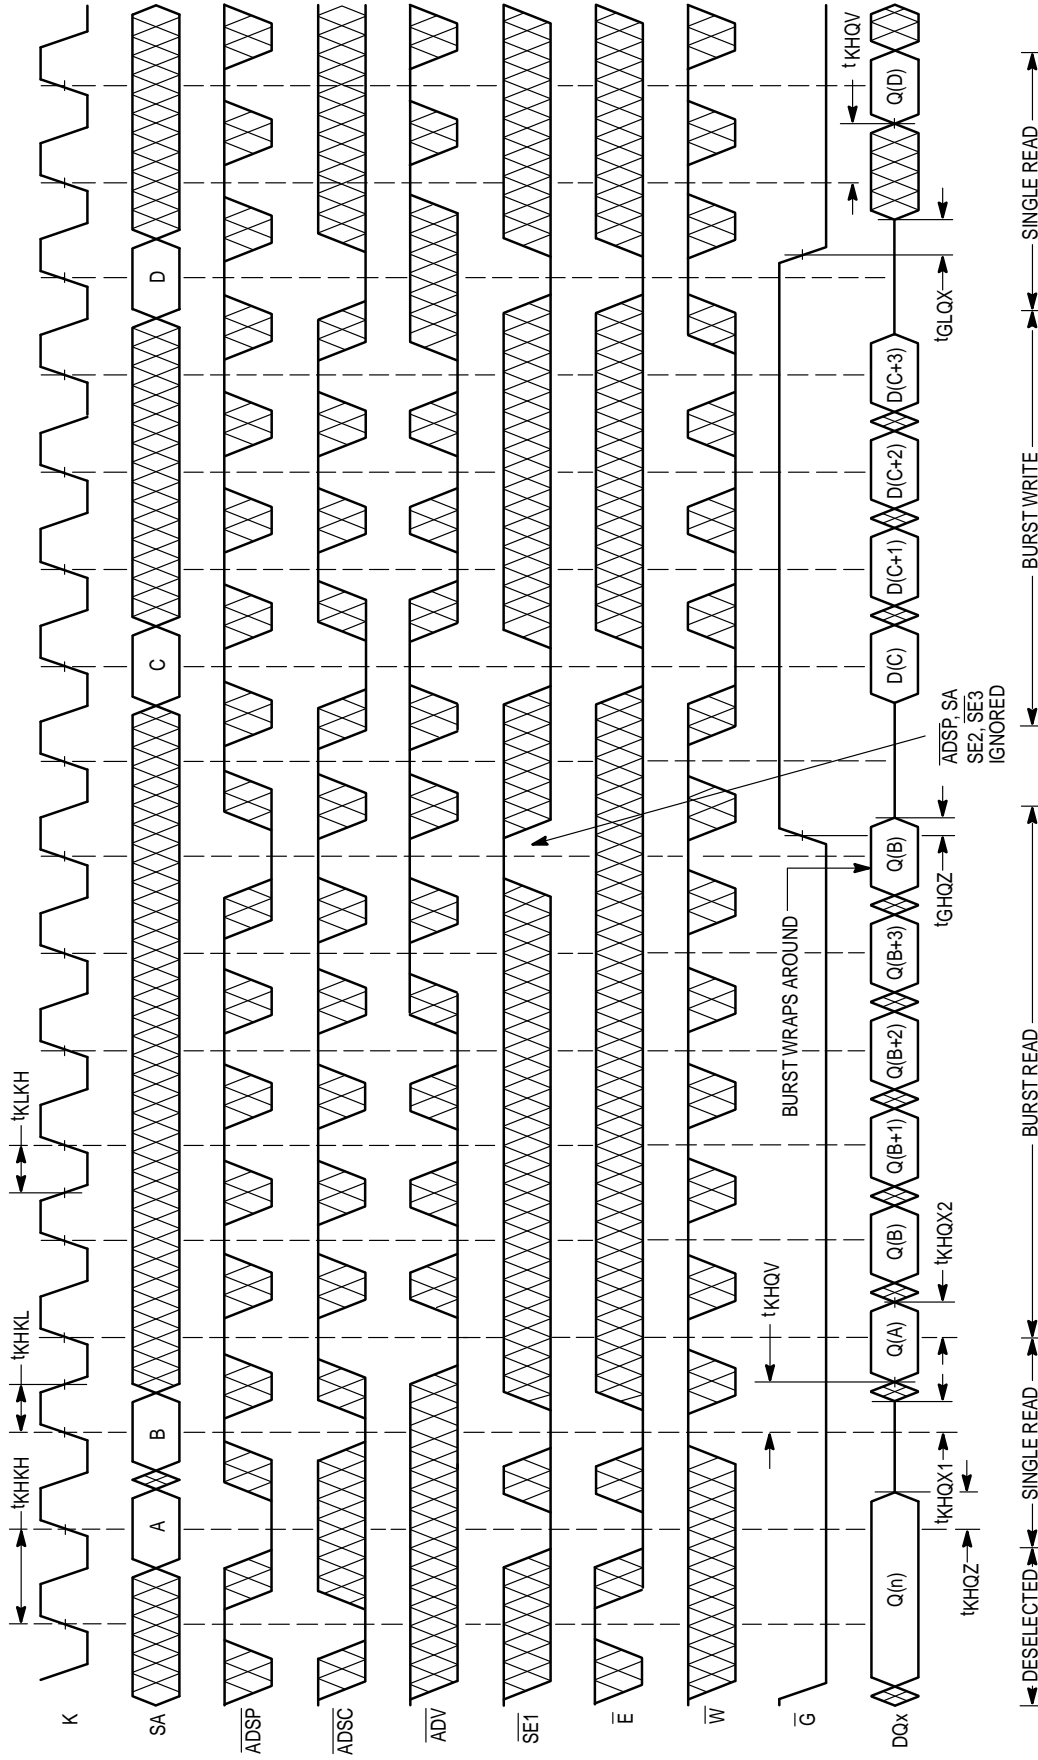 K
tKHKH
tKHKL
tKLKH
SA
A
B
C
D
ADSP
ADSC
ADV
SE1
E
W
G
tKHQV
BURST WRAPS AROUND
ADSP, SA
SE2, SE3
IGNORED
tKHQV
DQx
Q(n)
Q(A)
Q(B)
Q(B+1)
Q(B+2)
Q(B+3)
Q(B)
D(C)
D(C+1)
D(C+2)
D(C+3)
Q(D)
tKHQZ
tKHQX1
tKHQX2
tGHQZ
tGLQX
DESELECTED
SINGLE READ
BURST READ
BURST WRITE
SINGLE READ